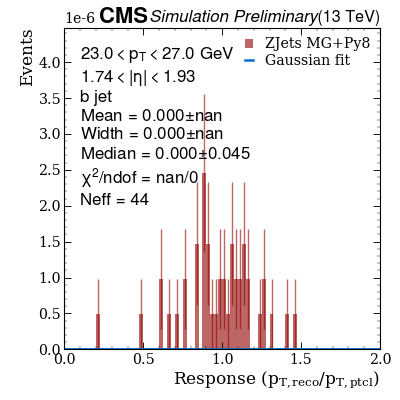 1e-6 CMS Simulation Preliminary (13 TeV)
Events
ZJets MG+Py8
Gaussian fit
23.0 < p_T < 27.0 GeV
1.74 < |η| < 1.93
b jet
Mean = 0.000±nan
Width = 0.000±nan
Median = 0.000±0.045
χ²/ndof = nan/0
Neff = 44
4.0
3.5
3.0
2.5
2.0
1.5
1.0
0.5
0.0
0.0 0.5 1.0 1.5 2.0
Response (p_T,reco/p_T,ptcl)